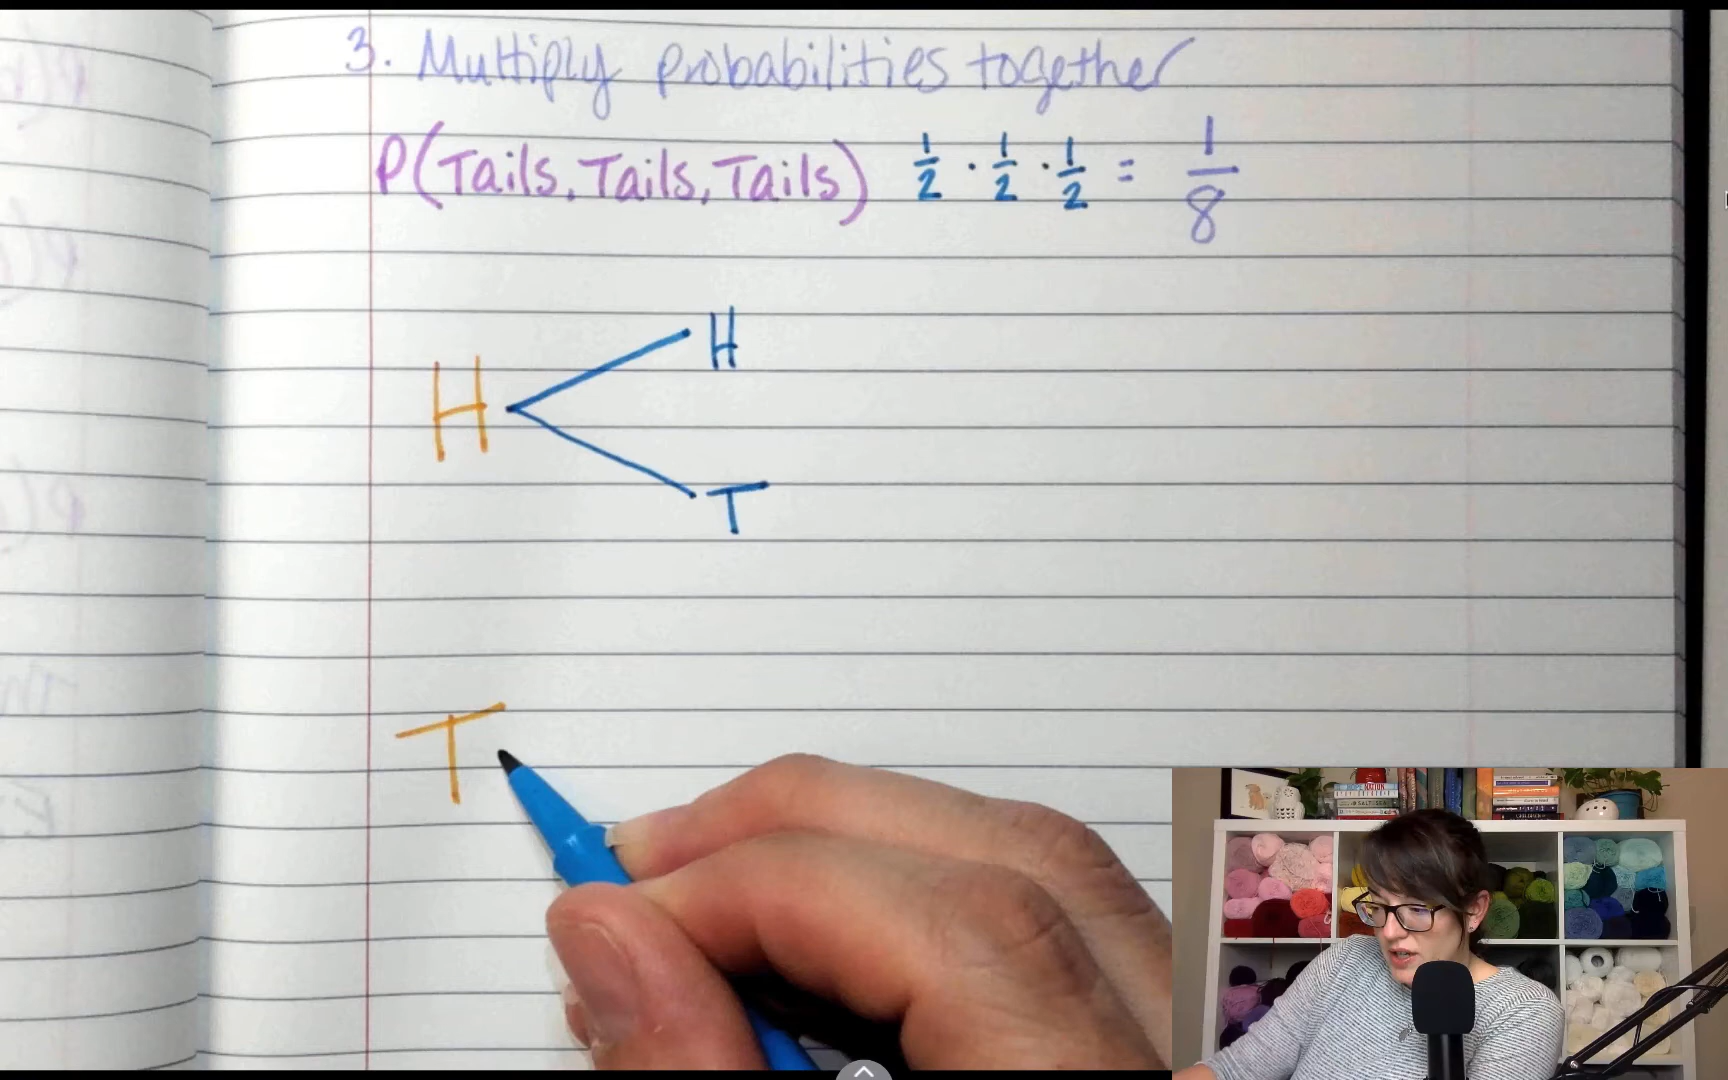 3. Multiply probabilities together
P(Tails, Tails, Tails) 1/2 · 1/2 · 1/2 = 1/8
H
H
T
T